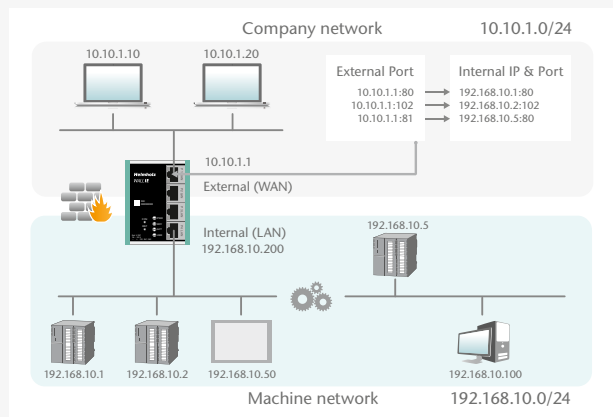 Company network 10.10.1.0/24
10.10.1.10
10.10.1.20
External Port Internal IP & Port
10.10.1.1:80 192.168.10.1:80
10.10.1.1:102 192.168.10.2:102
10.10.1.1:81 192.168.10.5:80
10.10.1.1
External (WAN)
Helmholz
WALL IE
Internal (LAN)
192.168.10.200
192.168.10.5
192.168.10.1
192.168.10.2
192.168.10.50
192.168.10.100
Machine network 192.168.10.0/24